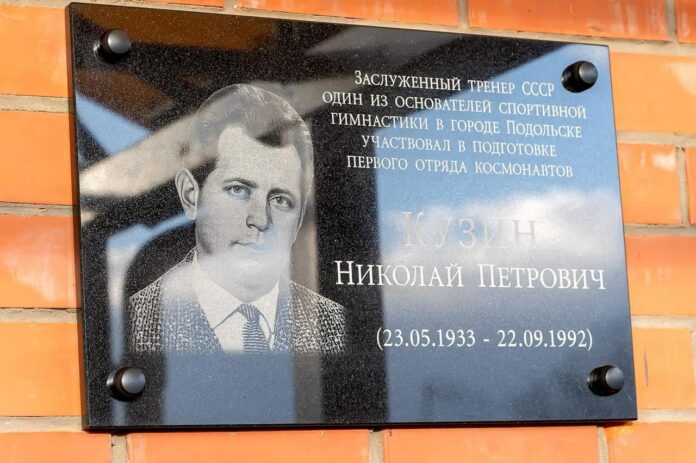 Заслуженный тренер СССР
один из основателей спортивной
гимнастики в городе Подольске
участвовал в подготовке
первого отряда космонавтов
Кузин
Николай Петрович
(23.05.1933 - 22.09.1992)